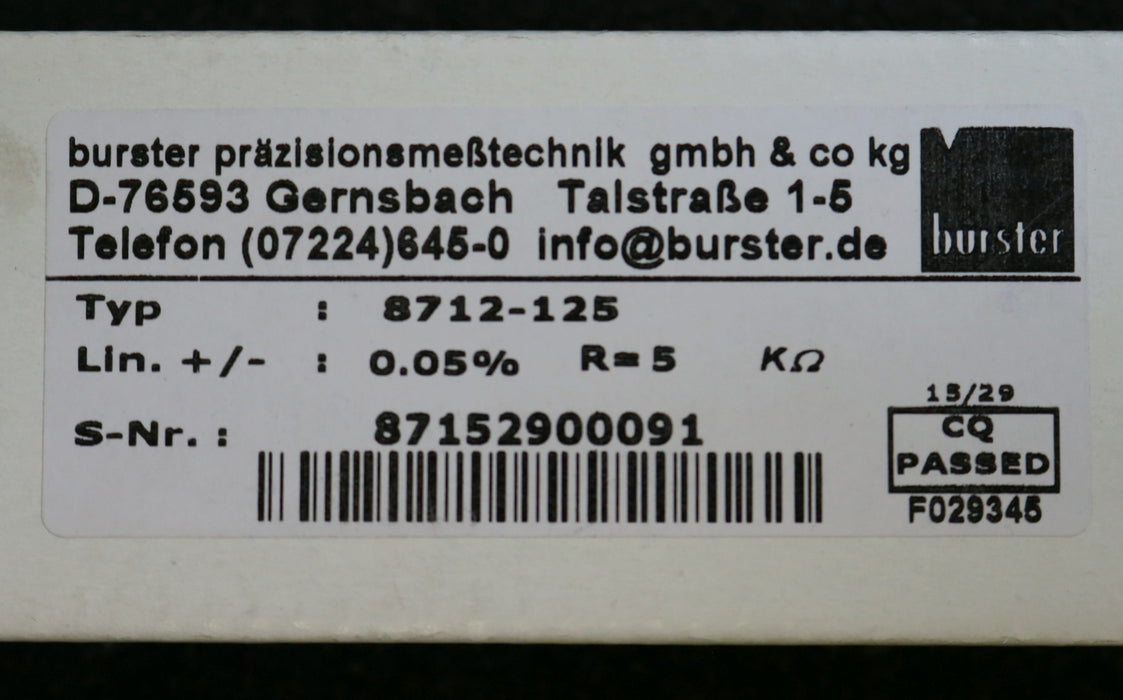 burster präzisionsmeßtechnik gmbh & co kg
D-76593 Gernsbach Talstraße 1-5
Telefon (07224)645-0 info@burster.de
burster
Typ : 8712-125
Lin. +/- : 0.05% R= 5 KΩ
S-Nr. : 87152900091
15/29
CQ
PASSED
F029345